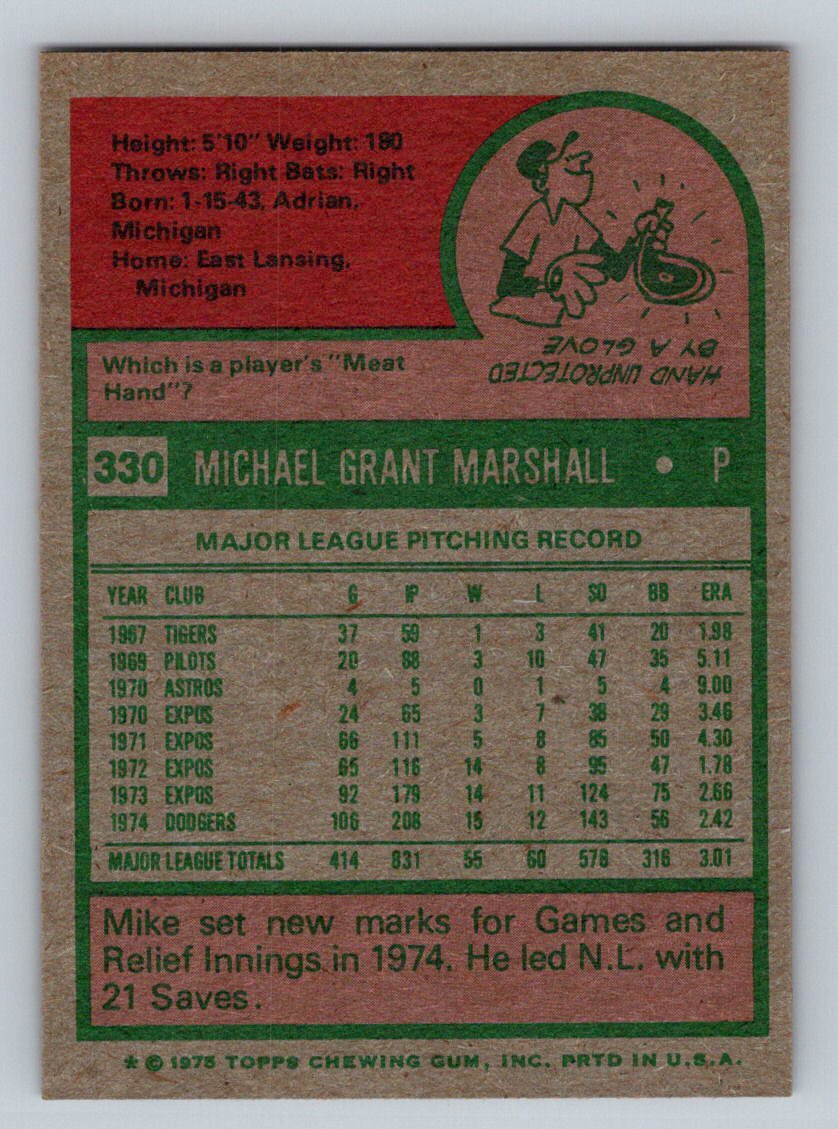 Height: 5'10" Weight: 180
Throws: Right Bats: Right
Born: 1-15-43, Adrian,
Michigan
Home: East Lansing,
Michigan
Which is a player's "Meat
Hand"?
HAND UNPROTECTED
BY A GLOVE
330 MICHAEL GRANT MARSHALL • P
MAJOR LEAGUE PITCHING RECORD
YEAR CLUB G IP W L SO BB ERA
1967 TIGERS 37 59 1 3 41 20 1.98
1969 PILOTS 20 88 3 10 47 35 5.11
1970 ASTROS 4 5 0 1 5 4 9.00
1970 EXPOS 24 65 3 7 38 29 3.46
1971 EXPOS 66 111 5 8 85 50 4.30
1972 EXPOS 65 116 14 8 95 47 1.78
1973 EXPOS 92 179 14 11 124 75 2.66
1974 DODGERS 106 208 15 12 143 56 2.42
MAJOR LEAGUE TOTALS 414 831 55 60 578 316 3.01
Mike set new marks for Games and
Relief Innings in 1974. He led N.L. with
21 Saves.
* © 1975 TOPPS CHEWING GUM, INC. PRTD IN U.S.A.